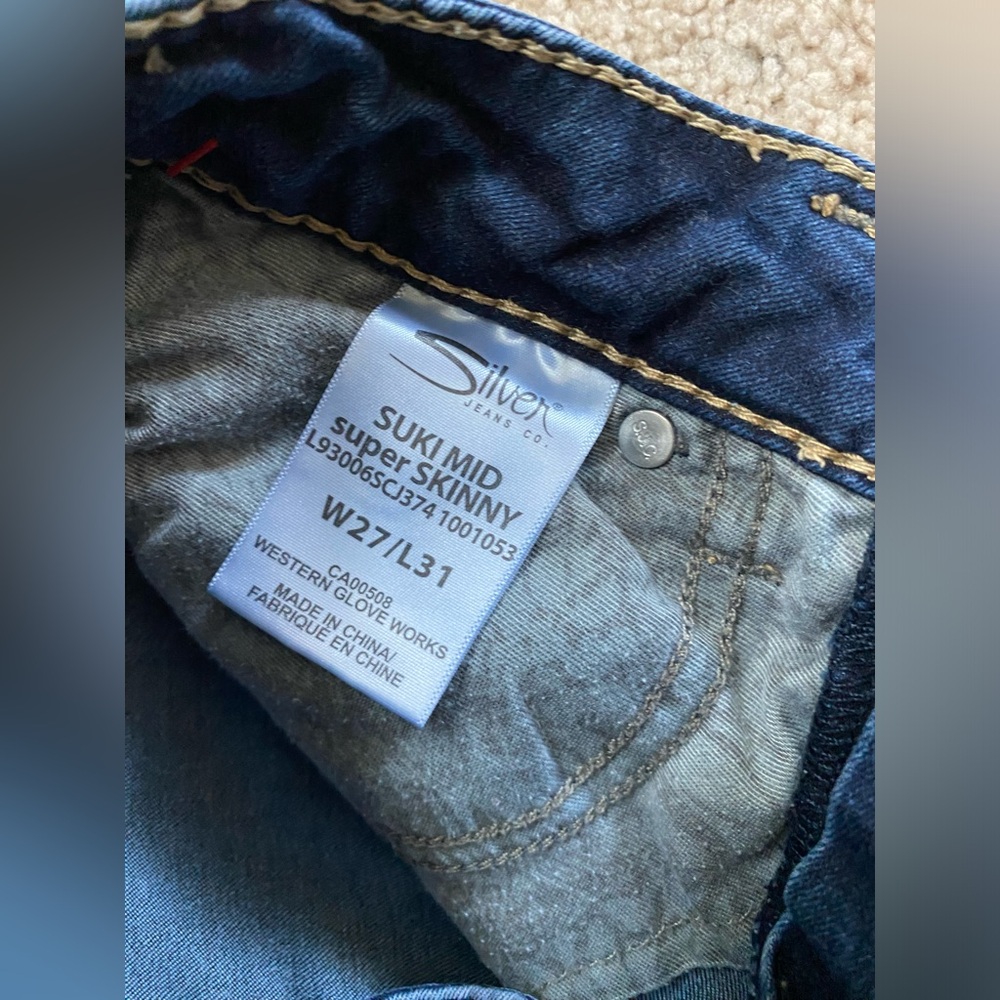 Silver®
JEANS CO.
SUKI MID
super SKINNY
L93006SCJ374 1001053
W27/L31
CA00508
WESTERN GLOVE WORKS
MADE IN CHINA/
FABRIQUÉ EN CHINE